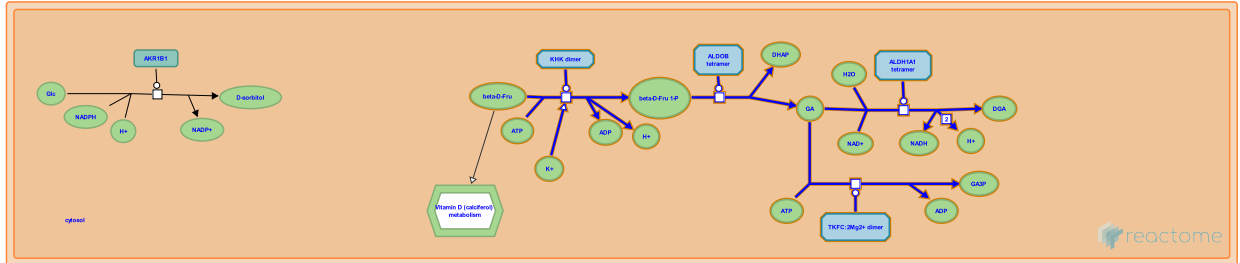 AKR1B1
Glc
NADPH
H+
NADP+
D-sorbitol
KHK dimer
beta-D-Fru
ATP
K+
ADP
H+
beta-D-Fru 1-P
Vitamin D (calciferol)
metabolism
ALDOB
tetramer
DHAP
GA
H2O
NAD+
ALDH1A1
tetramer
NADH
2
H+
DGA
ATP
TKFC:2Mg2+ dimer
ADP
GA3P
cytosol
reactome